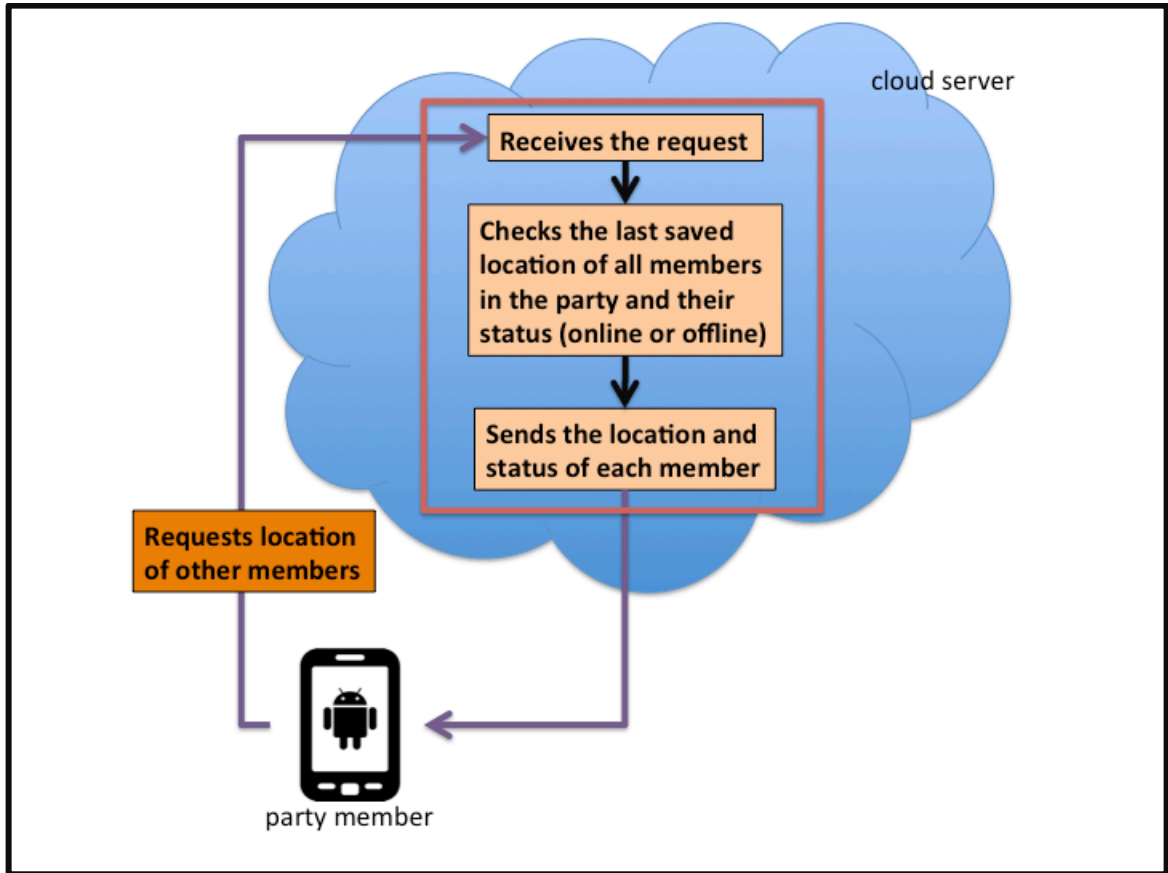 cloud server
Receives the request
Checks the last saved
location of all members
in the party and their
status (online or offline)
Sends the location and
status of each member
Requests location
of other members
party member